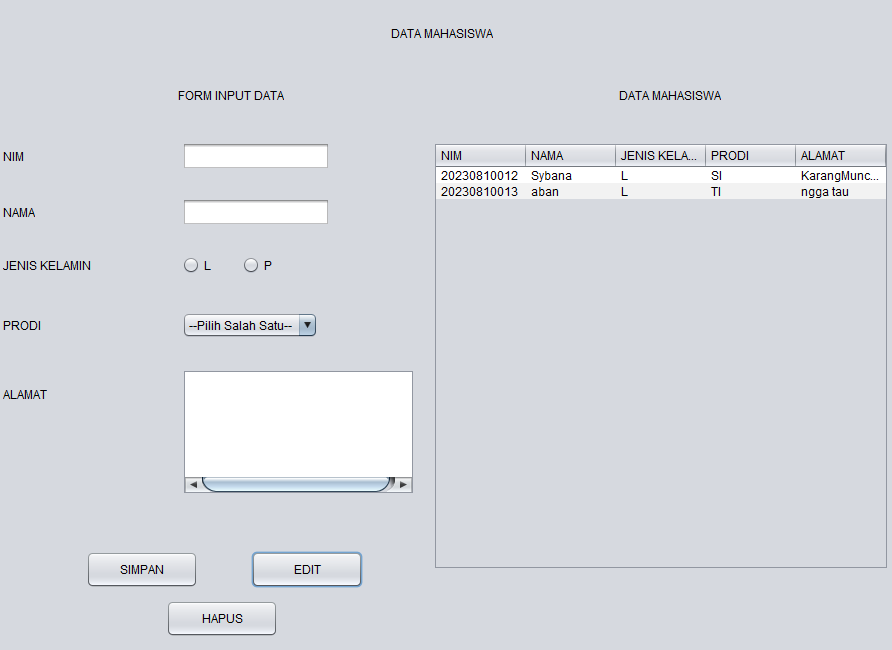 DATA MAHASISWA
FORM INPUT DATA
NIM
NAMA
JENIS KELAMIN
L
P
PRODI
--Pilih Salah Satu--
ALAMAT
SIMPAN
EDIT
HAPUS
DATA MAHASISWA
NIM NAMA JENIS KELA... PRODI ALAMAT
20230810012 Sybana L SI KarangMunc...
20230810013 aban L TI ngga tau